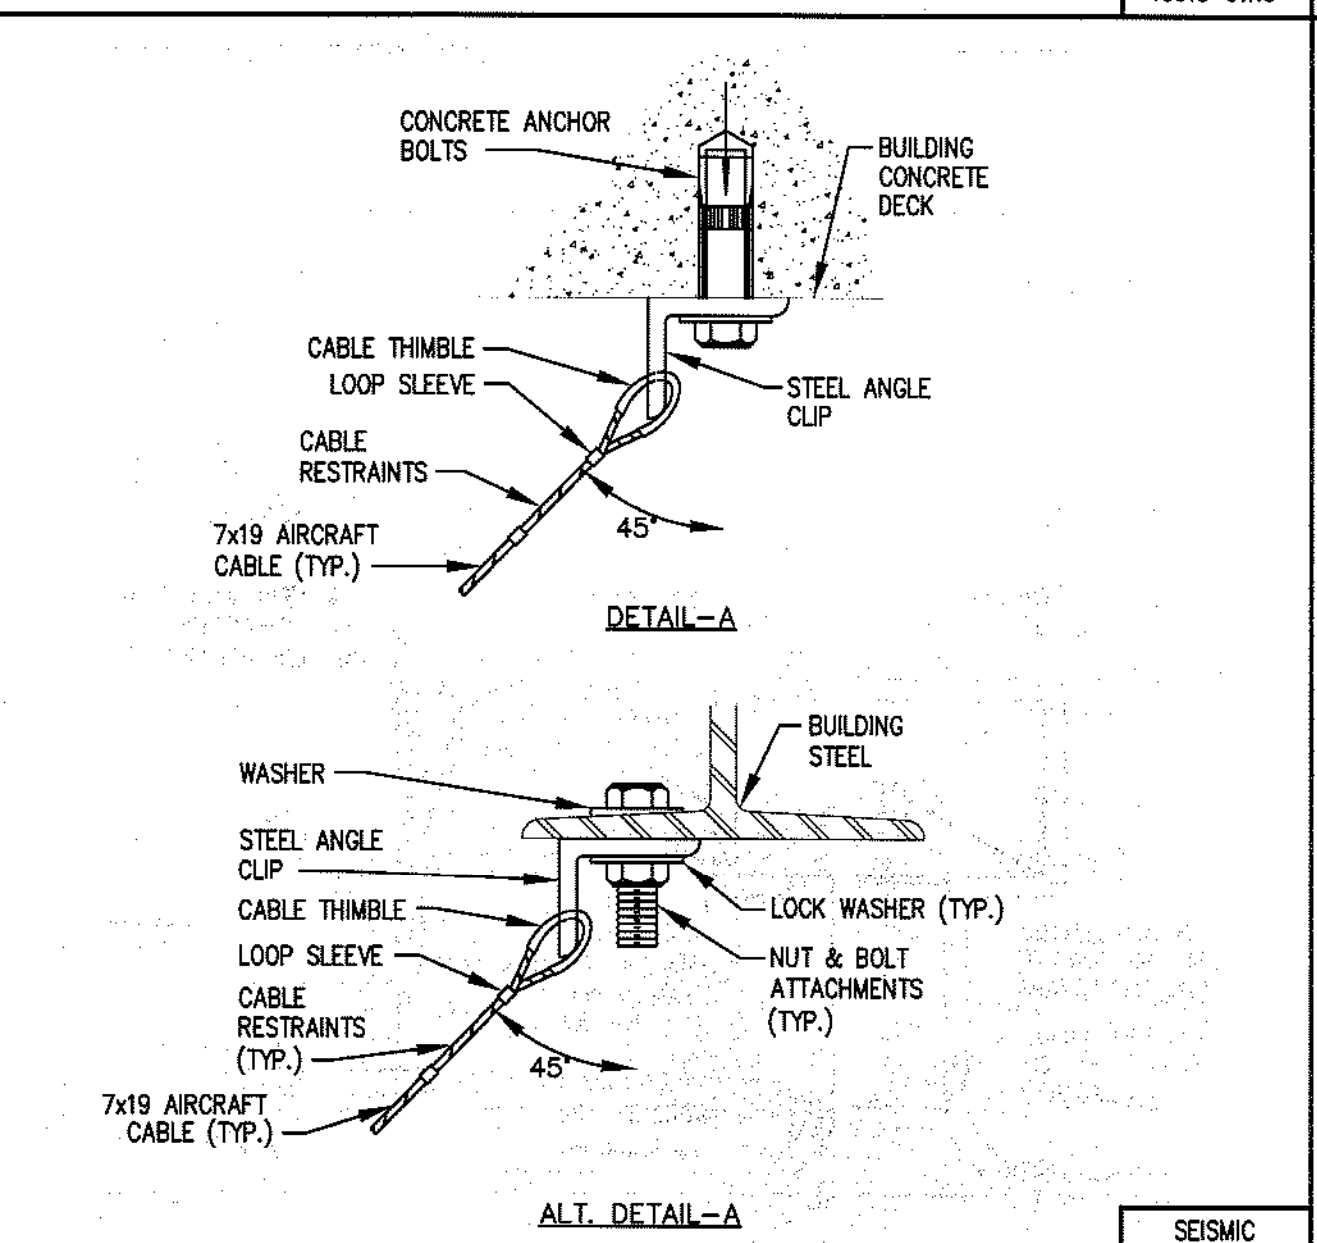 CONCRETE ANCHOR
BOLTS
BUILDING
CONCRETE
DECK
CABLE THIMBLE
LOOP SLEEVE
STEEL ANGLE
CLIP
CABLE
RESTRAINTS
45°
7x19 AIRCRAFT
CABLE (TYP.)
DETAIL-A
BUILDING
STEEL
WASHER
STEEL ANGLE
CLIP
CABLE THIMBLE
LOCK WASHER (TYP.)
LOOP SLEEVE
NUT & BOLT
ATTACHMENTS
(TYP.)
CABLE
RESTRAINTS
(TYP.)
45°
7x19 AIRCRAFT
CABLE (TYP.)
ALT. DETAIL-A
SEISMIC